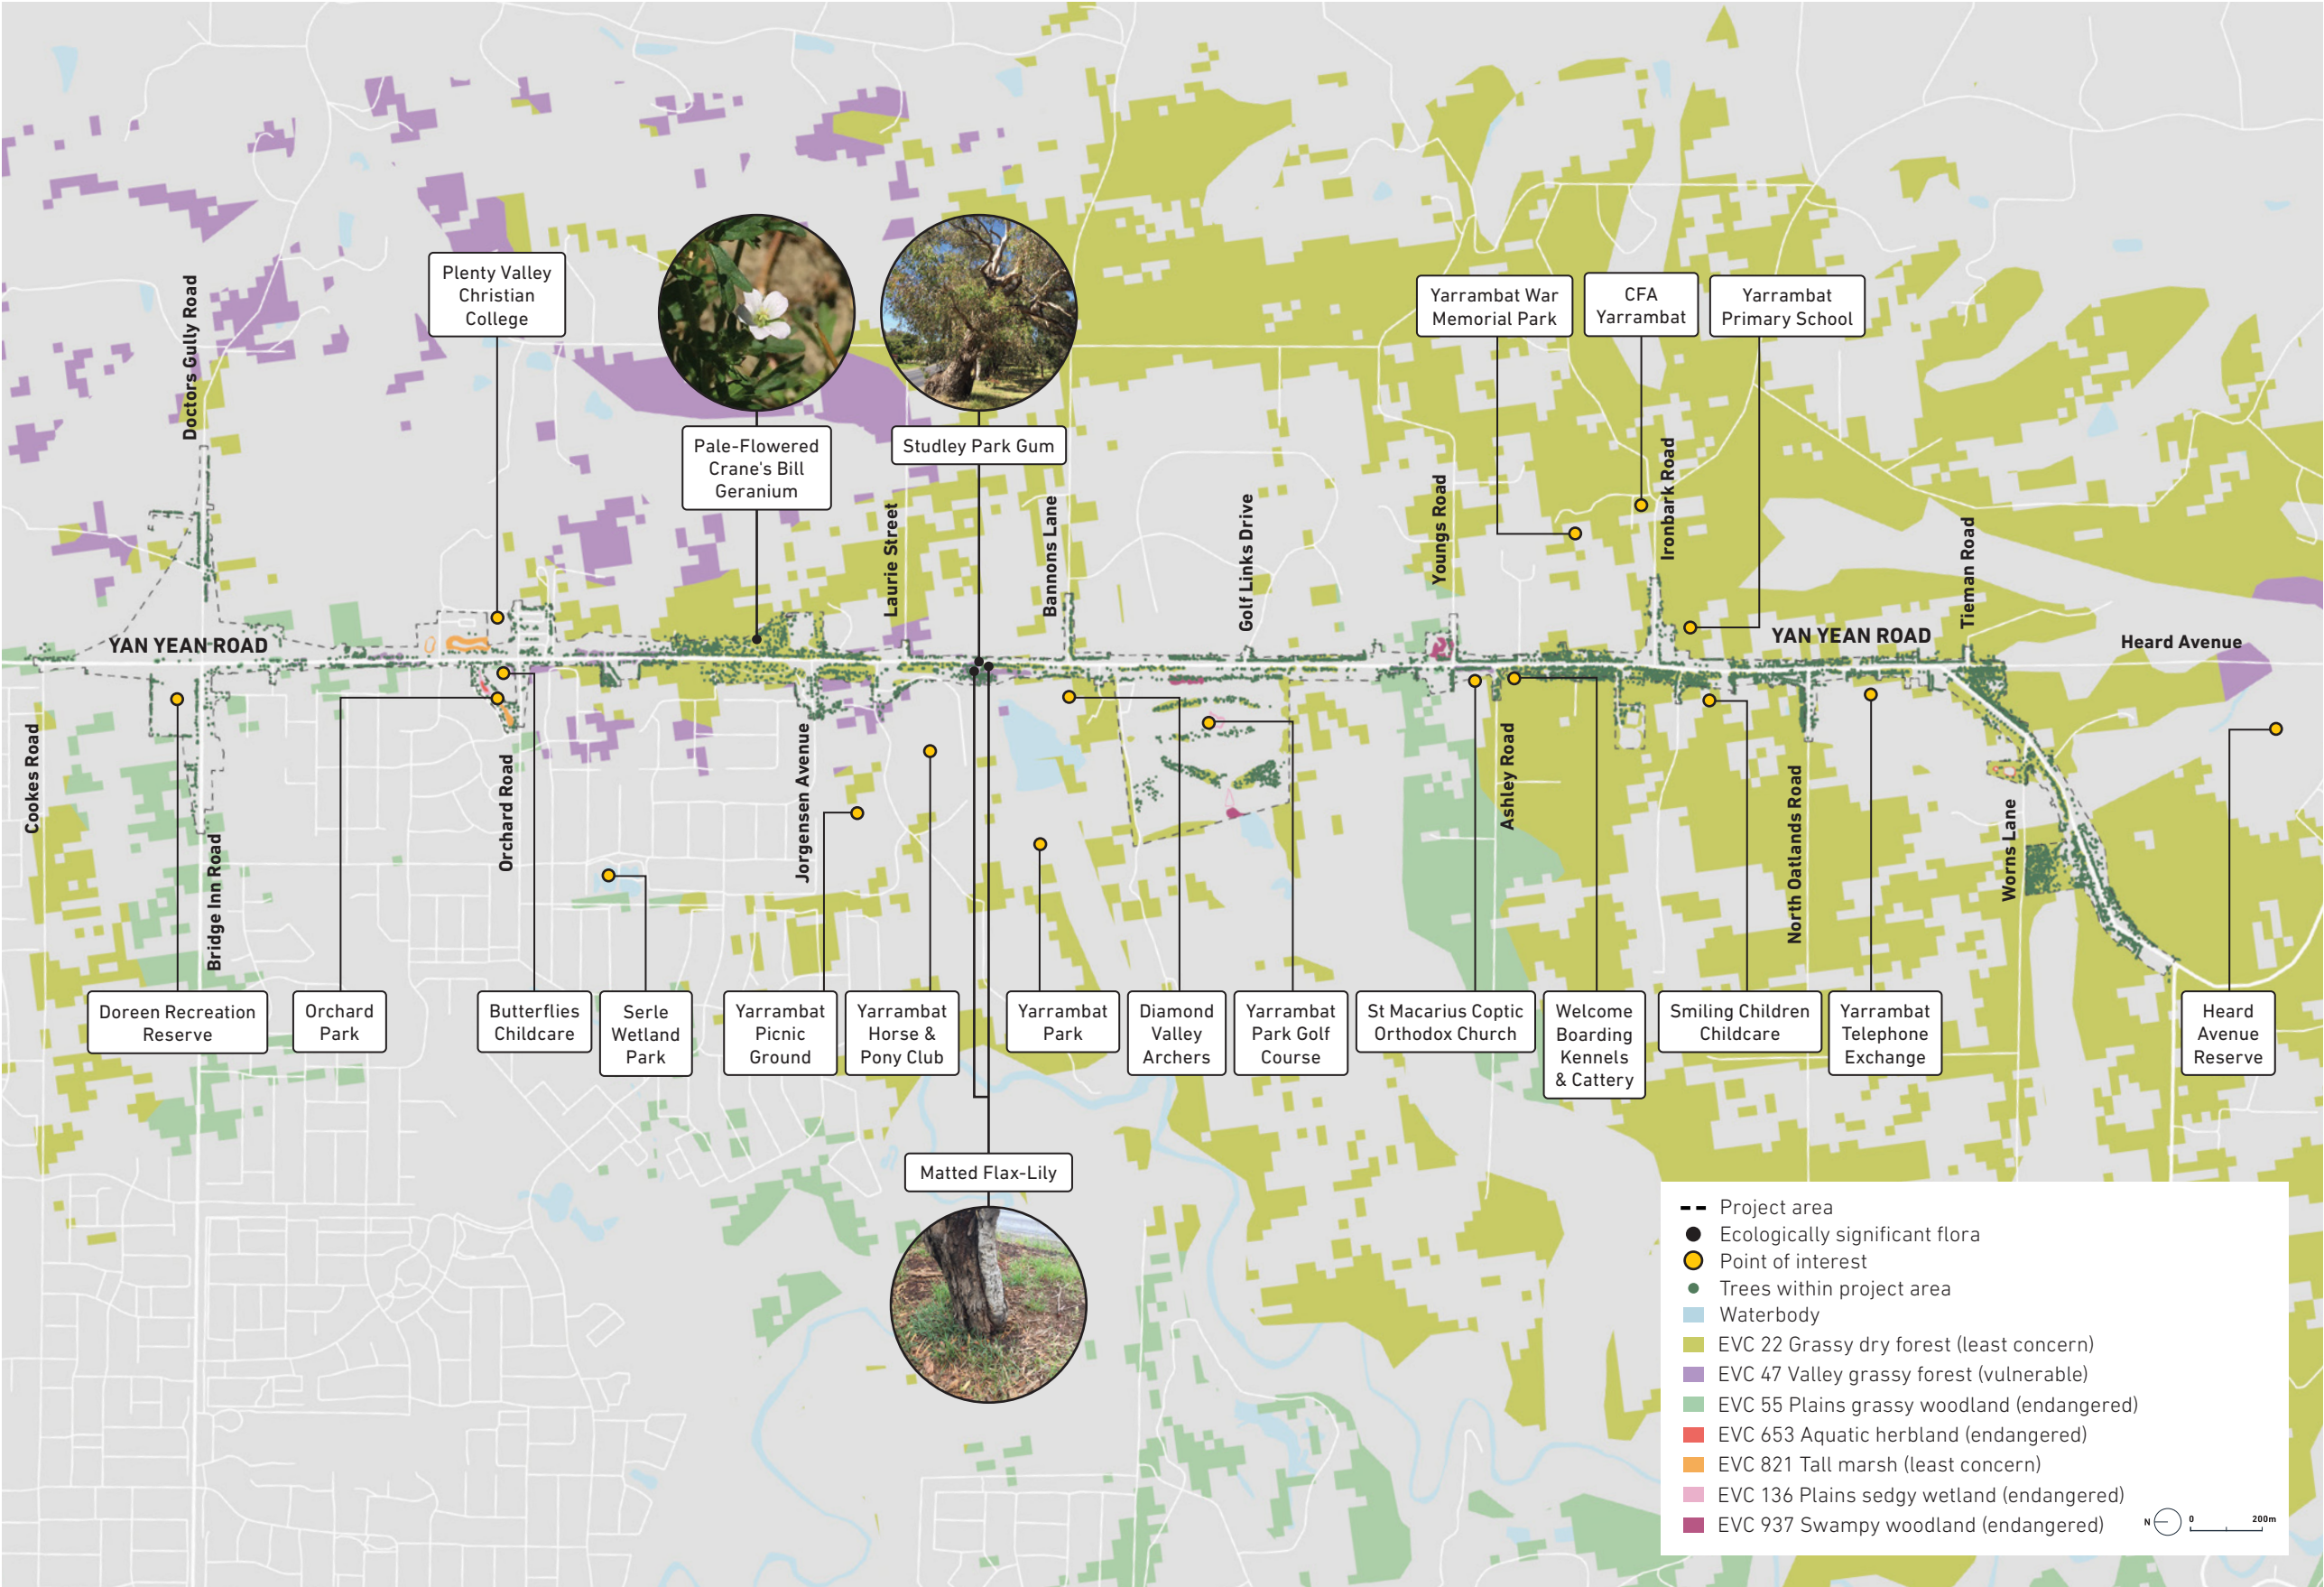 Doctors Gully Road
Plenty Valley
Christian
College
Pale-Flowered
Crane's Bill
Geranium
Studley Park Gum
Yarrambat War
Memorial Park
CFA
Yarrambat
Yarrambat
Primary School
Laurie Street
Bannons Lane
Golf Links Drive
Youngs Road
Ironbark Road
Tieman Road
YAN YEAN ROAD
YAN YEAN ROAD
Heard Avenue
Cookes Road
Bridge Inn Road
Orchard Road
Jorgensen Avenue
Ashley Road
North Oatlands Road
Worns Lane
Doreen Recreation
Reserve
Orchard
Park
Butterflies
Childcare
Serle
Wetland
Park
Yarrambat
Picnic
Ground
Yarrambat
Horse &
Pony Club
Yarrambat
Park
Diamond
Valley
Archers
Yarrambat
Park Golf
Course
St Macarius Coptic
Orthodox Church
Welcome
Boarding
Kennels
& Cattery
Smiling Children
Childcare
Yarrambat
Telephone
Exchange
Heard
Avenue
Reserve
Matted Flax-Lily
Project area
Ecologically significant flora
Point of interest
Trees within project area
Waterbody
EVC 22 Grassy dry forest (least concern)
EVC 47 Valley grassy forest (vulnerable)
EVC 55 Plains grassy woodland (endangered)
EVC 653 Aquatic herbland (endangered)
EVC 821 Tall marsh (least concern)
EVC 136 Plains sedgy wetland (endangered)
EVC 937 Swampy woodland (endangered)
N
0 200m